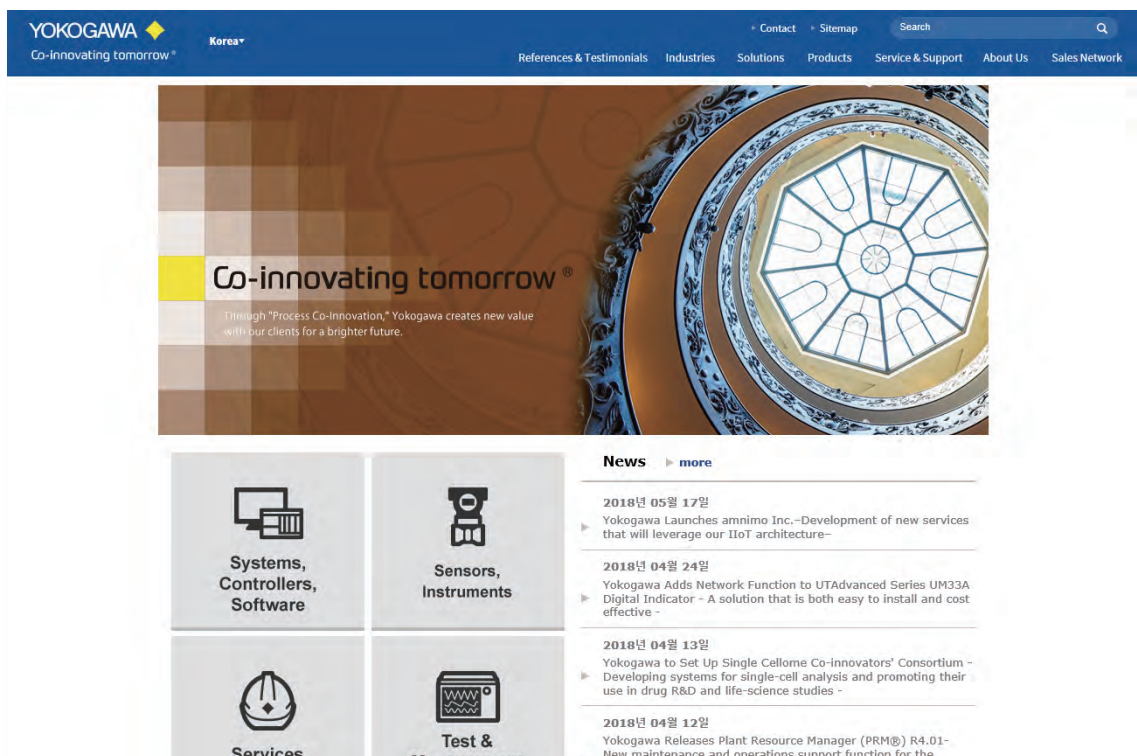 YOKOGAWA
Co-innovating tomorrow®
Korea
Contact Sitemap Search
References & Testimonials Industries Solutions Products Service & Support About Us Sales Network
Co-innovating tomorrow®
Through "Process Co-Innovation," Yokogawa creates new value
with our clients for a brighter future.
Systems,
Controllers,
Software
Sensors,
Instruments
Services
Test &
News more
2018년 05월 17일
Yokogawa Launches amnimo Inc.–Development of new services
that will leverage our IIoT architecture–
2018년 04월 24일
Yokogawa Adds Network Function to UTAdvanced Series UM33A
Digital Indicator - A solution that is both easy to install and cost
effective -
2018년 04월 13일
Yokogawa to Set Up Single Cellome Co-innovators' Consortium -
Developing systems for single-cell analysis and promoting their
use in drug R&D and life-science studies -
2018년 04월 12일
Yokogawa Releases Plant Resource Manager (PRM®) R4.01-
New maintenance and operations support function for the